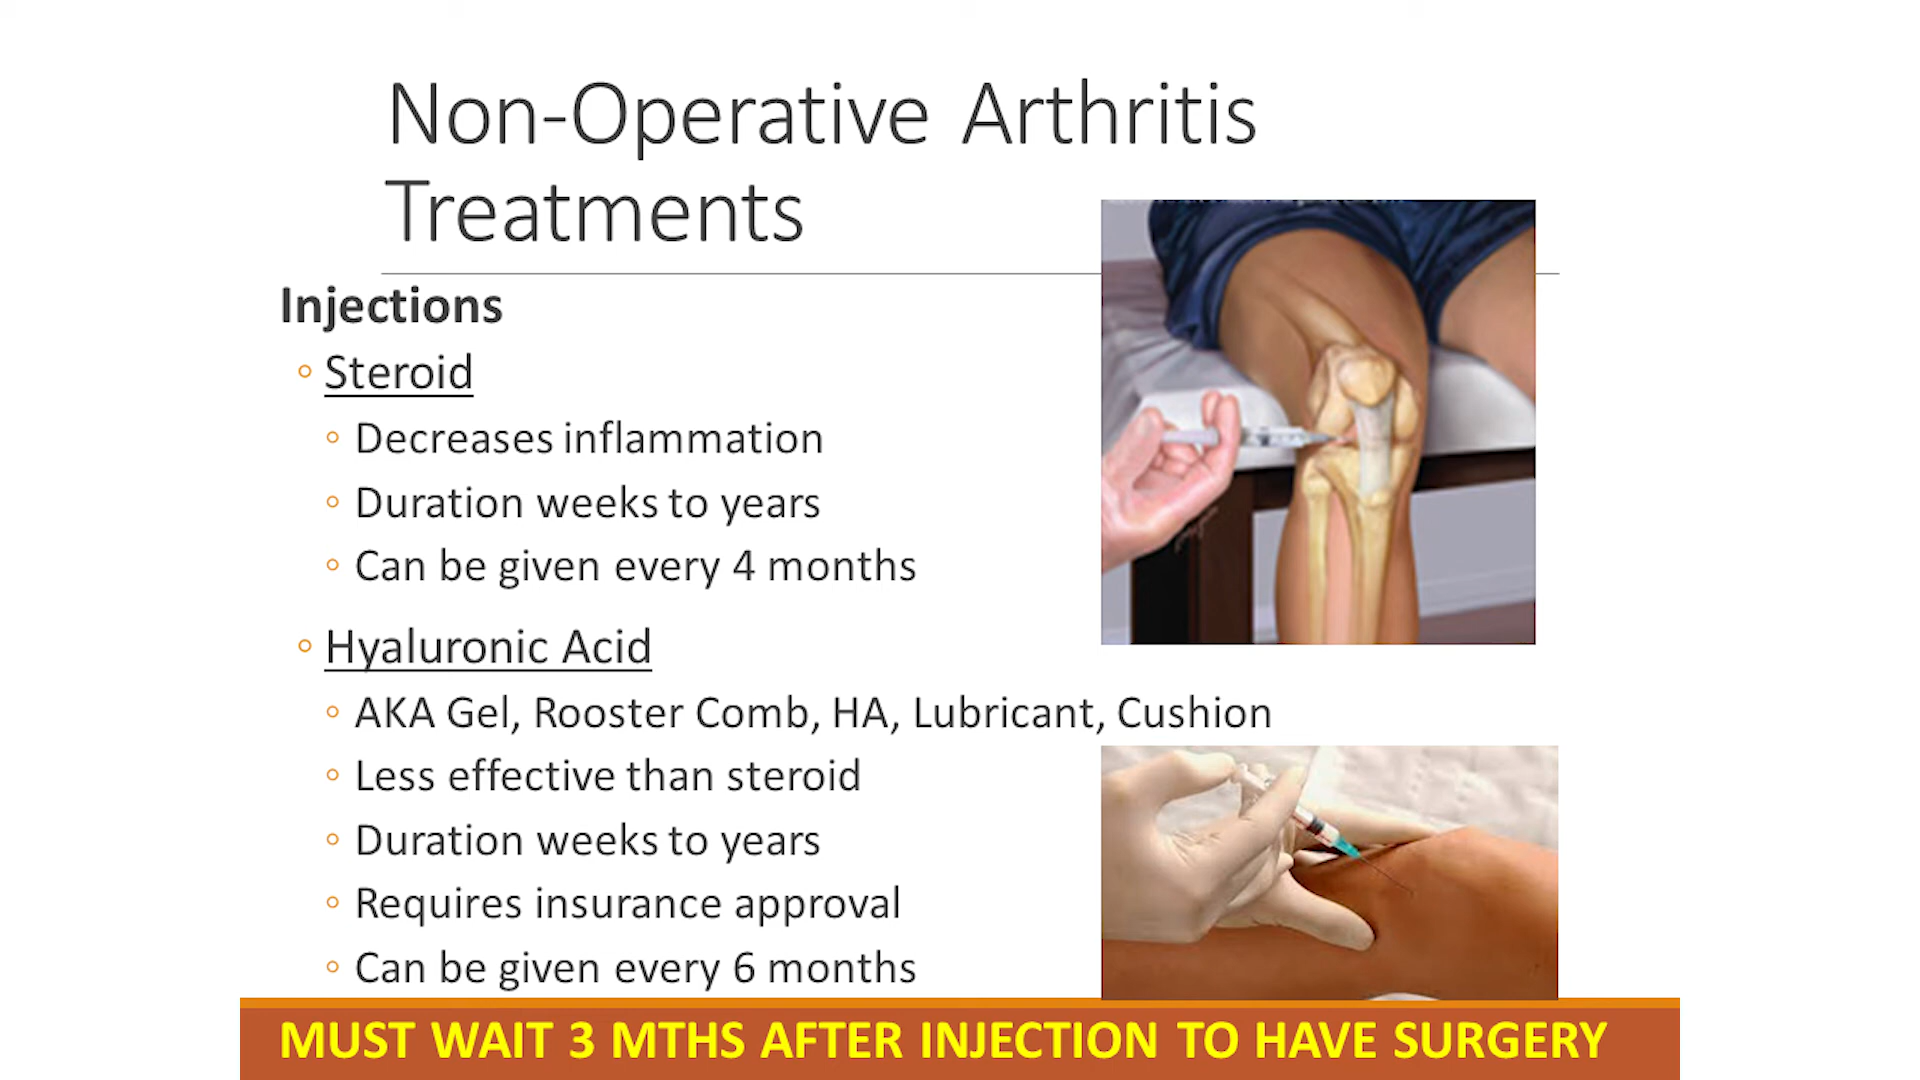 Non-Operative Arthritis
Treatments
Injections
◦ Steroid
◦ Decreases inflammation
◦ Duration weeks to years
◦ Can be given every 4 months
◦ Hyaluronic Acid
◦ AKA Gel, Rooster Comb, HA, Lubricant, Cushion
◦ Less effective than steroid
◦ Duration weeks to years
◦ Requires insurance approval
◦ Can be given every 6 months
MUST WAIT 3 MTHS AFTER INJECTION TO HAVE SURGERY